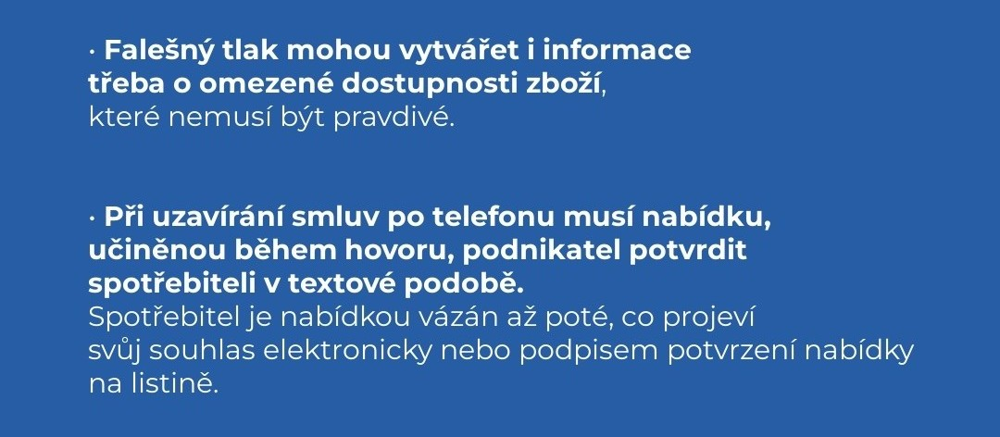 · Falešný tlak mohou vytvářet i informace
třeba o omezené dostupnosti zboží,
které nemusí být pravdivé.
· Při uzavírání smluv po telefonu musí nabídku,
učiněnou během hovoru, podnikatel potvrdit
spotřebiteli v textové podobě.
Spotřebitel je nabídkou vázán až poté, co projeví
svůj souhlas elektronicky nebo podpisem potvrzení nabídky
na listině.